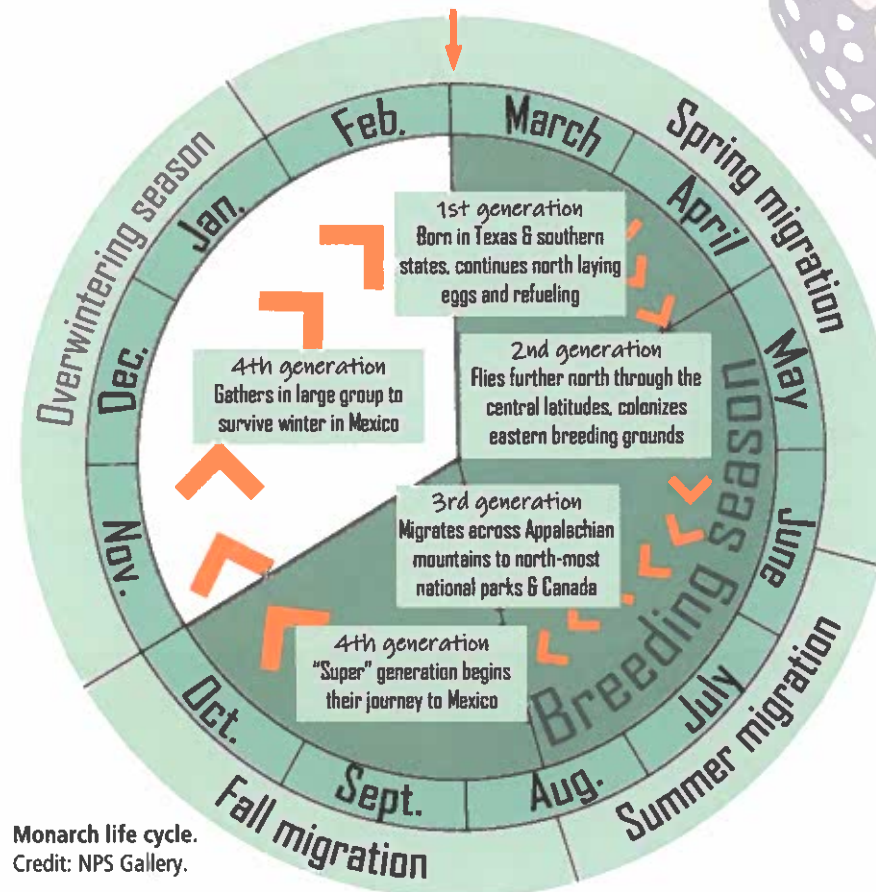 Feb.
March
April
May
June
July
Aug.
Sept.
Oct.
Nov.
Dec.
Jan.
Spring migration
Summer migration
Fall migration
Overwintering season
Breeding season
1st generation
Born in Texas & southern
states, continues north laying
eggs and refueling
2nd generation
Flies further north through the
central latitudes, colonizes
eastern breeding grounds
3rd generation
Migrates across Appalachian
mountains to north-most
national parks & Canada
4th generation
"Super" generation begins
their journey to Mexico
4th generation
Gathers in large group to
survive winter in Mexico
Monarch life cycle.
Credit: NPS Gallery.